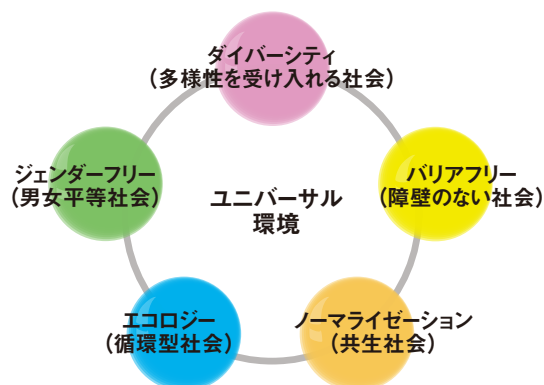 ダイバーシティ
(多様性を受け入れる社会)
ジェンダーフリー
(男女平等社会)
バリアフリー
(障壁のない社会)
ユニバーサル
環境
エコロジー
(循環型社会)
ノーマライゼーション
(共生社会)